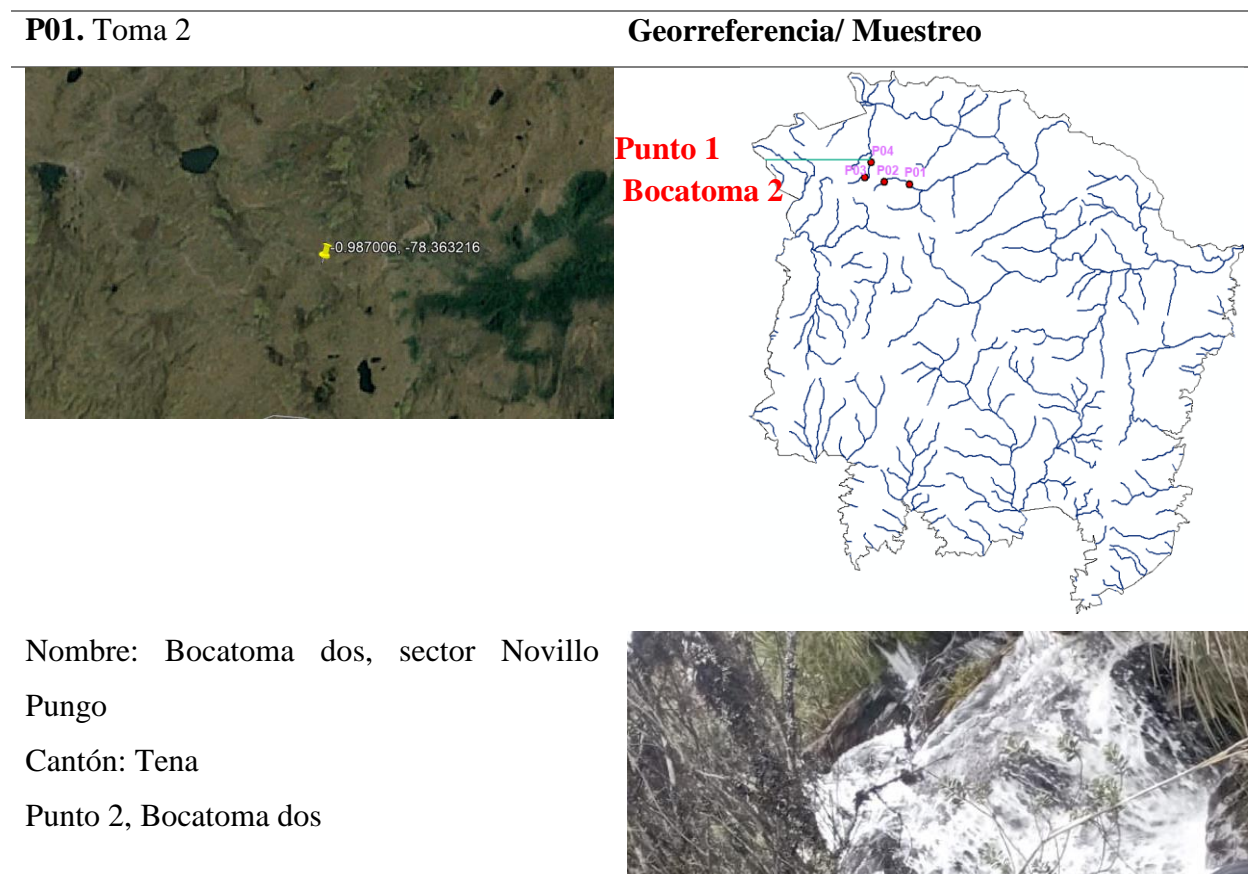 P01. Toma 2
Georreferencia/ Muestreo
-0.987006, -78.363216
Punto 1
Bocatoma 2
P04
P03
P02
P01
Nombre: Bocatoma dos, sector Novillo
Pungo
Cantón: Tena
Punto 2, Bocatoma dos